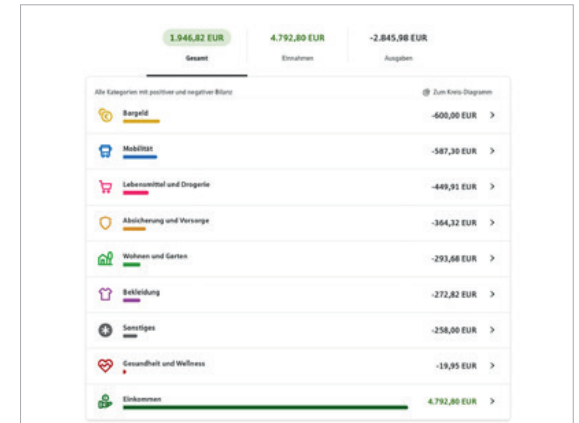 1.946,82 EUR 4.792,80 EUR -2.845,98 EUR
Gesamt Einnahmen Ausgaben
Alle Kategorien mit positiver und negativer Bilanz Zum Kreis-Diagramm
Bargeld -600,00 EUR
Mobilität -587,30 EUR
Lebensmittel und Drogerie -449,91 EUR
Absicherung und Vorsorge -364,32 EUR
Wohnen und Garten -293,68 EUR
Bekleidung -272,82 EUR
Sonstiges -258,00 EUR
Gesundheit und Wellness -19,95 EUR
Einkommen 4.792,80 EUR